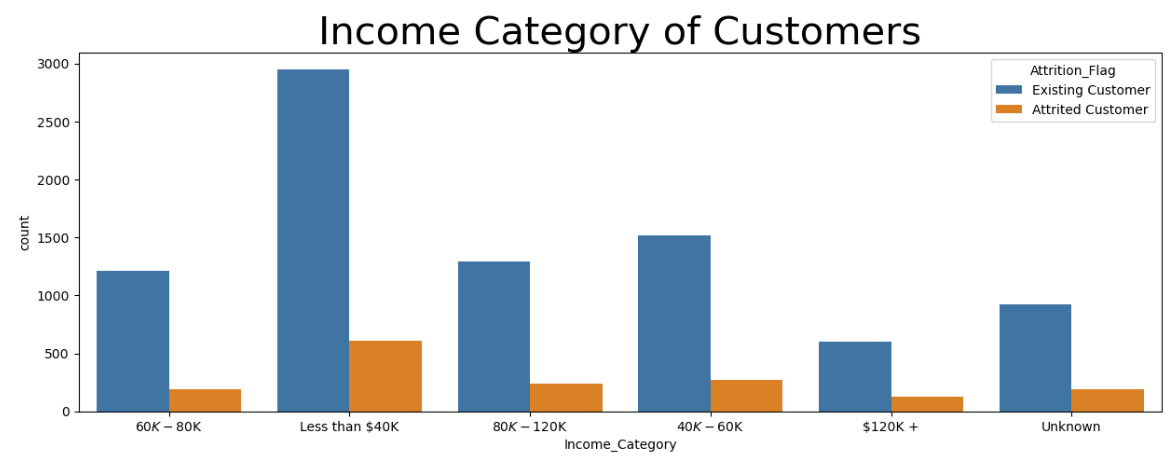 Income Category of Customers
3000
2500
2000
1500
1000
500
0
count
Attrition_Flag
Existing Customer
Attrited Customer
60K − 80K
Less than $40K
80K − 120K
40K − 60K
$120K +
Unknown
Income_Category